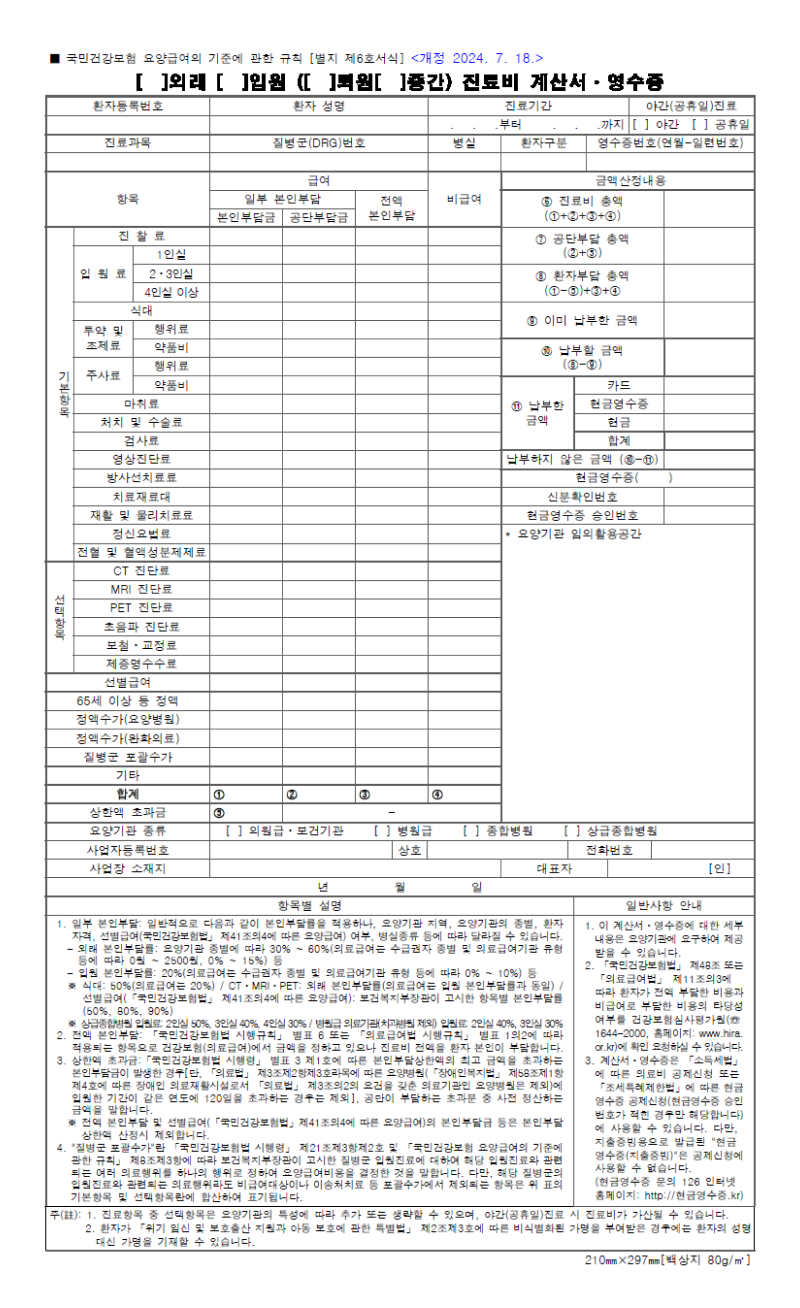 ■ 국민건강보험 요양급여의 기준에 관한 규칙 [별지 제6호서식] <개정 2024. 7. 18.>
[ ]외래 [ ]입원 ([ ]퇴원[ ]중간) 진료비 계산서ㆍ영수증
환자등록번호 환자 성명 진료기간 야간(공휴일)진료
. . .부터 . . .까지 [ ] 야간 [ ] 공휴일
진료과목 질병군(DRG)번호 병실 환자구분 영수증번호(연월-일련번호)
항목 급여 비급여 금액산정내용
일부 본인부담 전액 본인부담
본인부담금 공단부담금
⑥ 진료비 총액
(①+②+③+④)
기본항목
진 찰 료
⑦ 공단부담 총액
(②+⑤)
입 원 료 1인실
2ㆍ3인실
4인실 이상
⑧ 환자부담 총액
(①-⑤)+③+④
식대
⑨ 이미 납부한 금액
투약 및 조제료 행위료
약품비
⑩ 납부할 금액
(⑧-⑨)
주사료 행위료
약품비
⑪ 납부한 금액 카드
마취료 현금영수증
처치 및 수술료 현금
검사료 합계
영상진단료 납부하지 않은 금액 (⑩-⑪)
방사선치료료 현금영수증( )
치료재료대 신분확인번호
재활 및 물리치료료 현금영수증 승인번호
정신요법료 * 요양기관 임의활용공간
전혈 및 혈액성분제제료
선택항목
CT 진단료
MRI 진단료
PET 진단료
초음파 진단료
보철ㆍ교정료
제증명수수료
선별급여
65세 이상 등 정액
정액수가(요양병원)
정액수가(완화의료)
질병군 포괄수가
기타
합계 ① ② ③ ④
상한액 초과금 ⑤ -
요양기관 종류 [ ] 의원급ㆍ보건기관 [ ] 병원급 [ ] 종합병원 [ ] 상급종합병원
사업자등록번호 상호 전화번호
사업장 소재지 대표자 [인]
년 월 일
항목별 설명
1. 일부 본인부담: 일반적으로 다음과 같이 본인부담률을 적용하나, 요양기관 지역, 요양기관의 종별, 환자
자격, 선별급여(국민건강보험법」 제41조의4에 따른 요양급여) 여부, 병실종류 등에 따라 달라질 수 있습니다.
- 외래 본인부담률: 요양기관 종별에 따라 30% ~ 60%(의료급여는 수급권자 종별 및 의료급여기관 유형
등에 따라 0원 ~ 2500원, 0% ~ 15%) 등
- 입원 본인부담률: 20%(의료급여는 수급권자 종별 및 의료급여기관 유형 등에 따라 0% ~ 10%) 등
※ 식대: 50%(의료급여는 20%) / CTㆍMRIㆍPET: 외래 본인부담률(의료급여는 입원 본인부담률과 동일) /
선별급여(「국민건강보험법」 제41조의4에 따른 요양급여): 보건복지부장관이 고시한 항목별 본인부담률
(50%, 80%, 90%)
※ 상급종합병원 입원료: 2인실 50%, 3인실 40%, 4인실 30% / 병원급 의료기관(치과병원 제외) 입원료: 2인실 40%, 3인실 30%
2. 전액 본인부담: 「국민건강보험법 시행규칙」 별표 6 또는 「의료급여법 시행규칙」 별표 1의2에 따라
적용되는 항목으로 건강보험(의료급여)에서 금액을 정하고 있으나 진료비 전액을 환자 본인이 부담합니다.
3. 상한액 초과금: 「국민건강보험법 시행령」 별표 3 제1호에 따른 본인부담상한액의 최고 금액을 초과하는
본인부담금이 발생한 경우[단, 「의료법」 제3조제2항제3호라목에 따른 요양병원(「장애인복지법」 제58조제1항
제4호에 따른 장애인 의료재활시설로서 「의료법」 제3조의2의 요건을 갖춘 의료기관인 요양병원은 제외)에
입원한 기간이 같은 연도에 120일을 초과하는 경우는 제외], 공단이 부담하는 초과분 중 사전 정산하는
금액을 말합니다.
※ 전액 본인부담 및 선별급여(「국민건강보험법」제41조의4에 따른 요양급여)의 본인부담금 등은 본인부담
상한액 산정시 제외합니다.
4. "질병군 포괄수가"란 「국민건강보험법 시행령」 제21조제3항제2호 및 「국민건강보험 요양급여의 기준에
관한 규칙」 제8조제3항에 따라 보건복지부장관이 고시한 질병군 입원진료에 대하여 해당 입원진료와 관련
되는 여러 의료행위를 하나의 행위로 정하여 요양급여비용을 결정한 것을 말합니다. 다만, 해당 질병군의
입원진료와 관련되는 의료행위라도 비급여대상이나 이송처치료 등 포괄수가에서 제외되는 항목은 위 표의
기본항목 및 선택항목란에 합산하여 표기됩니다.
일반사항 안내
1. 이 계산서ㆍ영수증에 대한 세부
내용은 요양기관에 요구하여 제공
받을 수 있습니다.
2. 「국민건강보험법」 제48조 또는
「의료급여법」 제11조의3에
따라 환자가 전액 부담한 비용과
비급여로 부담한 비용의 타당성
여부를 건강보험심사평가원(☎
1644-2000, 홈페이지: www.hira.
or.kr)에 확인 요청하실 수 있습니다.
3. 계산서ㆍ영수증은 「소득세법」
에 따른 의료비 공제신청 또는
「조세특례제한법」에 따른 현금
영수증 공제신청(현금영수증 승인
번호가 적힌 경우만 해당합니다)
에 사용할 수 있습니다. 다만,
지출증빙용으로 발급된 "현금
영수증(지출증빙)"은 공제신청에
사용할 수 없습니다.
(현금영수증 문의 126 인터넷
홈페이지: http://현금영수증.kr)
주(註): 1. 진료항목 중 선택항목은 요양기관의 특성에 따라 추가 또는 생략할 수 있으며, 야간(공휴일)진료 시 진료비가 가산될 수 있습니다.
2. 환자가 「위기 임신 및 보호출산 지원과 아동 보호에 관한 특별법」 제2조제3호에 따른 비식별화된 가명을 부여받은 경우에는 환자의 성명
대신 가명을 기재할 수 있습니다.
210㎜×297㎜[백상지 80g/㎡]